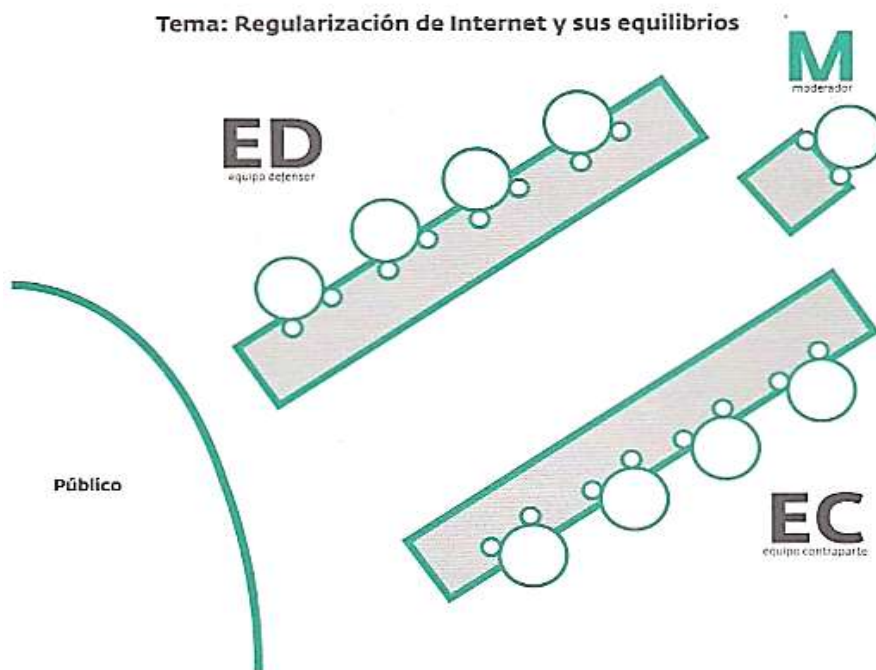 Tema: Regularización de Internet y sus equilibrios
M
moderador
ED
equipo defensor
Público
EC
equipo contraparte